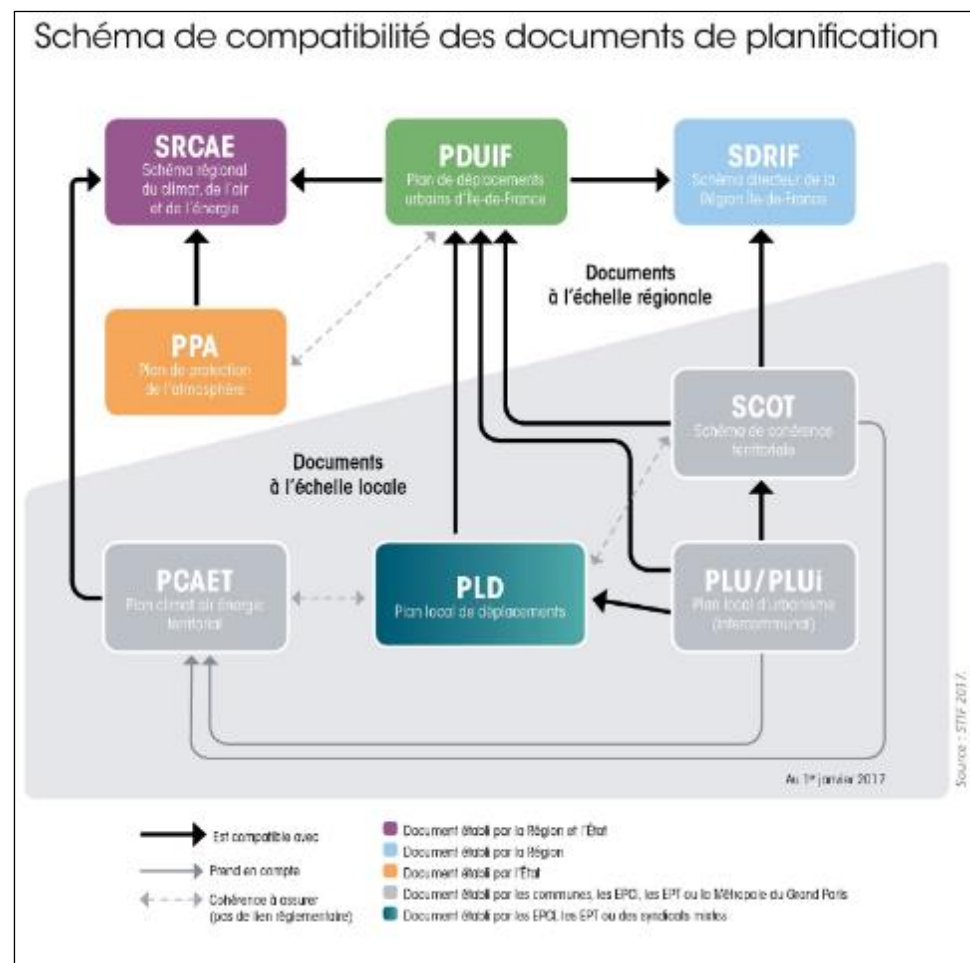 Schéma de compatibilité des documents de planification
SRCAE
Schéma régional
du climat, de l'air
et de l'énergie
PDUIF
Plan de déplacements
urbains d'Île-de-France
SDRIF
Schéma directeur de la
Région Île-de-France
Documents
à l'échelle régionale
PPA
Plan de protection
de l'atmosphère
SCOT
Schéma de cohérence
territoriale
Documents
à l'échelle locale
PCAET
Plan climat air énergie
territorial
PLD
Plan local de déplacements
PLU/PLUi
Plan local d'urbanisme
(intercommunal)
Au 1er janvier 2017
Source : STIF 2017.
Est compatible avec
Prend en compte
Cohérence à assurer
(pas de lien règlementaire)
Document établi par la Région et l'État
Document établi par la Région
Document établi par l'État
Document établi par les communes, les EPCI, les EPT ou la Métropole du Grand Paris
Document établi par les EPCI, les EPT ou des syndicats mixtes